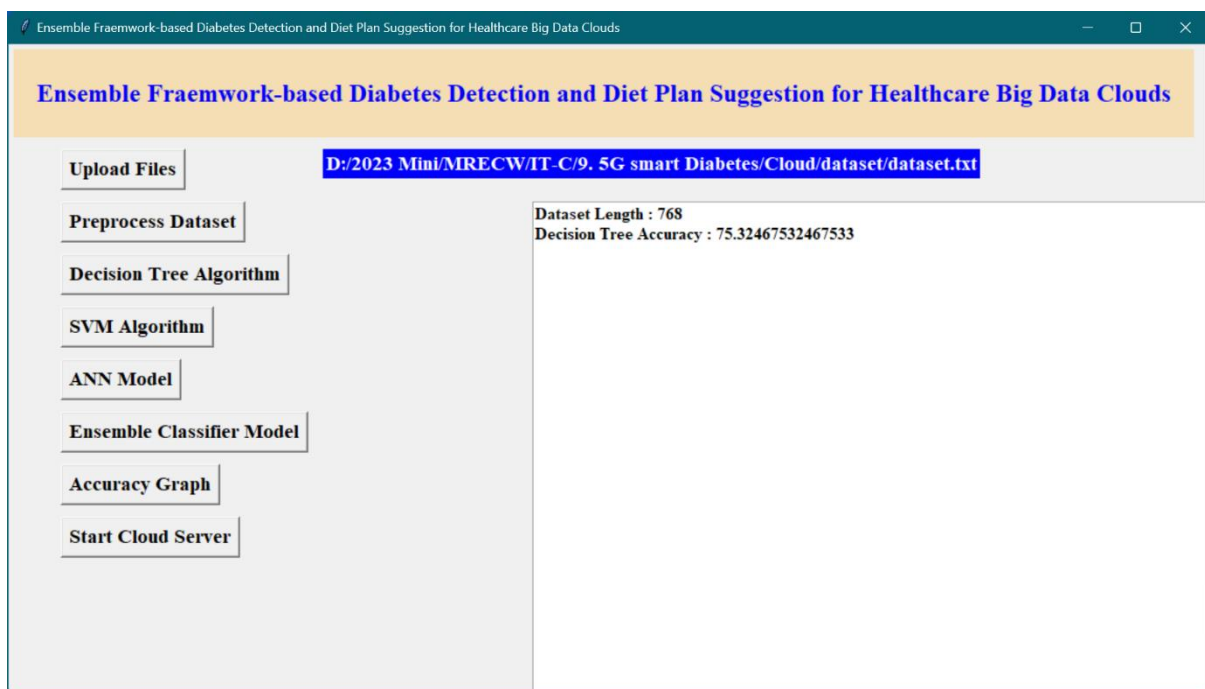 Ensemble Fraemwork-based Diabetes Detection and Diet Plan Suggestion for Healthcare Big Data Clouds
Ensemble Fraemwork-based Diabetes Detection and Diet Plan Suggestion for Healthcare Big Data Clouds
Upload Files
D:/2023 Mini/MRECW/IT-C/9. 5G smart Diabetes/Cloud/dataset/dataset.txt
Preprocess Dataset
Dataset Length : 768
Decision Tree Accuracy : 75.32467532467533
Decision Tree Algorithm
SVM Algorithm
ANN Model
Ensemble Classifier Model
Accuracy Graph
Start Cloud Server